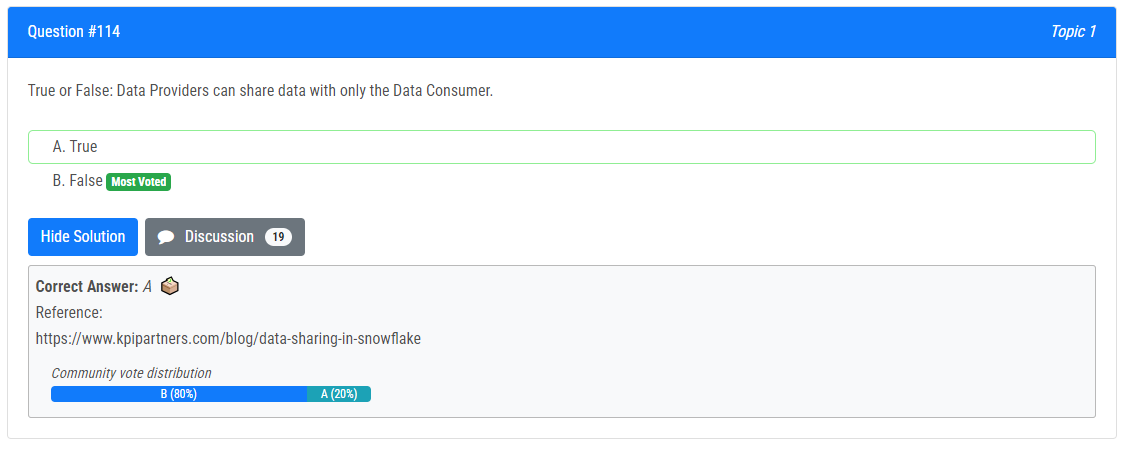 Question #114
Topic 1
True or False: Data Providers can share data with only the Data Consumer.
A. True
B. False Most Voted
Hide Solution
Discussion 19
Correct Answer: A
Reference:
https://www.kpipartners.com/blog/data-sharing-in-snowflake
Community vote distribution
B (80%)
A (20%)